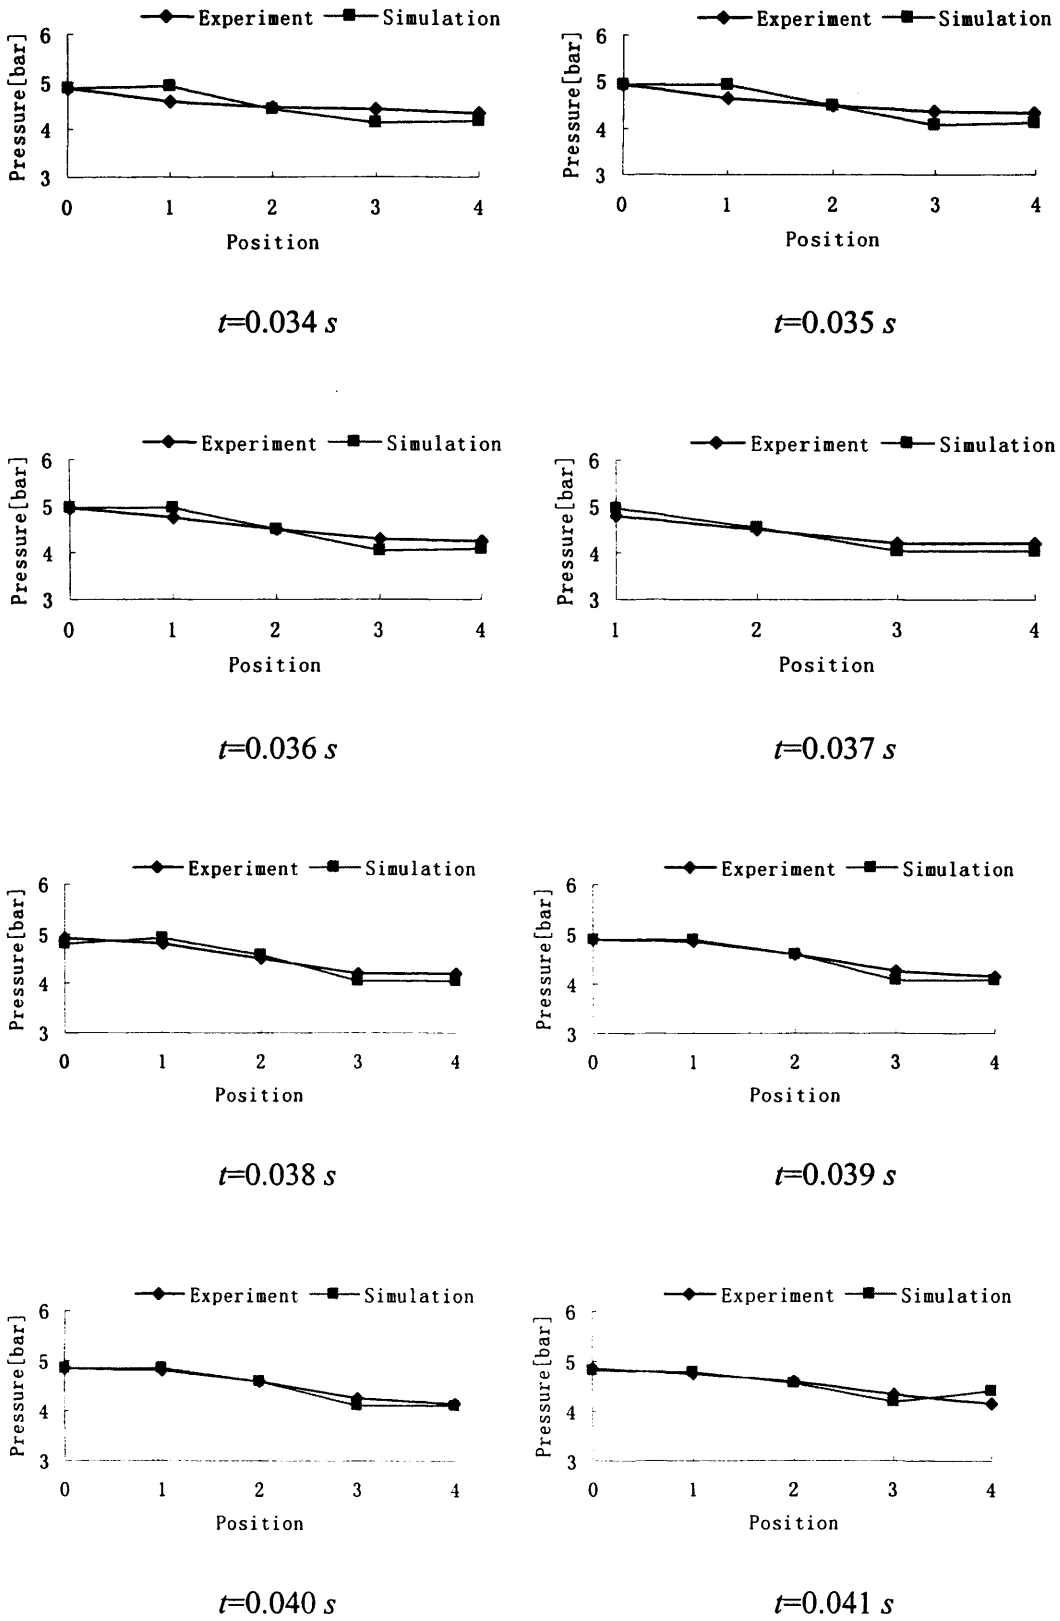 Experiment Simulation
Pressure[bar]
6
5
4
3
0 1 2 3 4
Position
t=0.034 s
Experiment Simulation
Pressure[bar]
6
5
4
3
0 1 2 3 4
Position
t=0.035 s
Experiment Simulation
Pressure[bar]
6
5
4
3
0 1 2 3 4
Position
t=0.036 s
Experiment Simulation
Pressure[bar]
6
5
4
3
1 2 3 4
Position
t=0.037 s
Experiment Simulation
Pressure[bar]
6
5
4
3
0 1 2 3 4
Position
t=0.038 s
Experiment Simulation
Pressure[bar]
6
5
4
3
0 1 2 3 4
Position
t=0.039 s
Experiment Simulation
Pressure[bar]
6
5
4
3
0 1 2 3 4
Position
t=0.040 s
Experiment Simulation
Pressure[bar]
6
5
4
3
0 1 2 3 4
Position
t=0.041 s